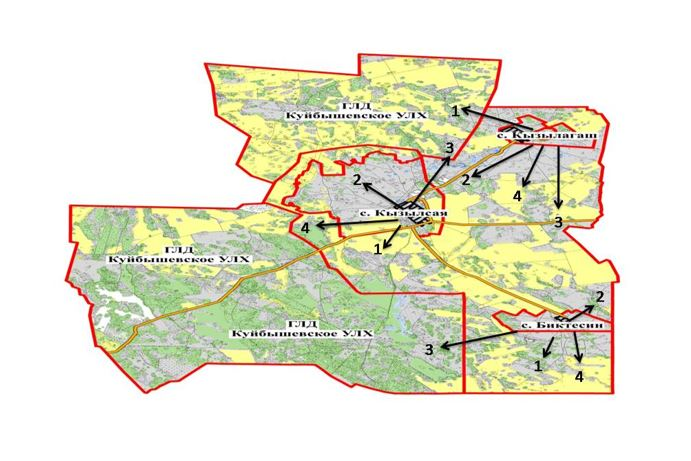 ГЛД
Куйбышевское УЛХ
1
с. Кызылагаш
3
2
2
4
с. Кызылсая
4
3
1
ГЛД
Куйбышевское УЛХ
2
ГЛД
Куйбышевское УЛХ
с. Биктесин
3
1
4